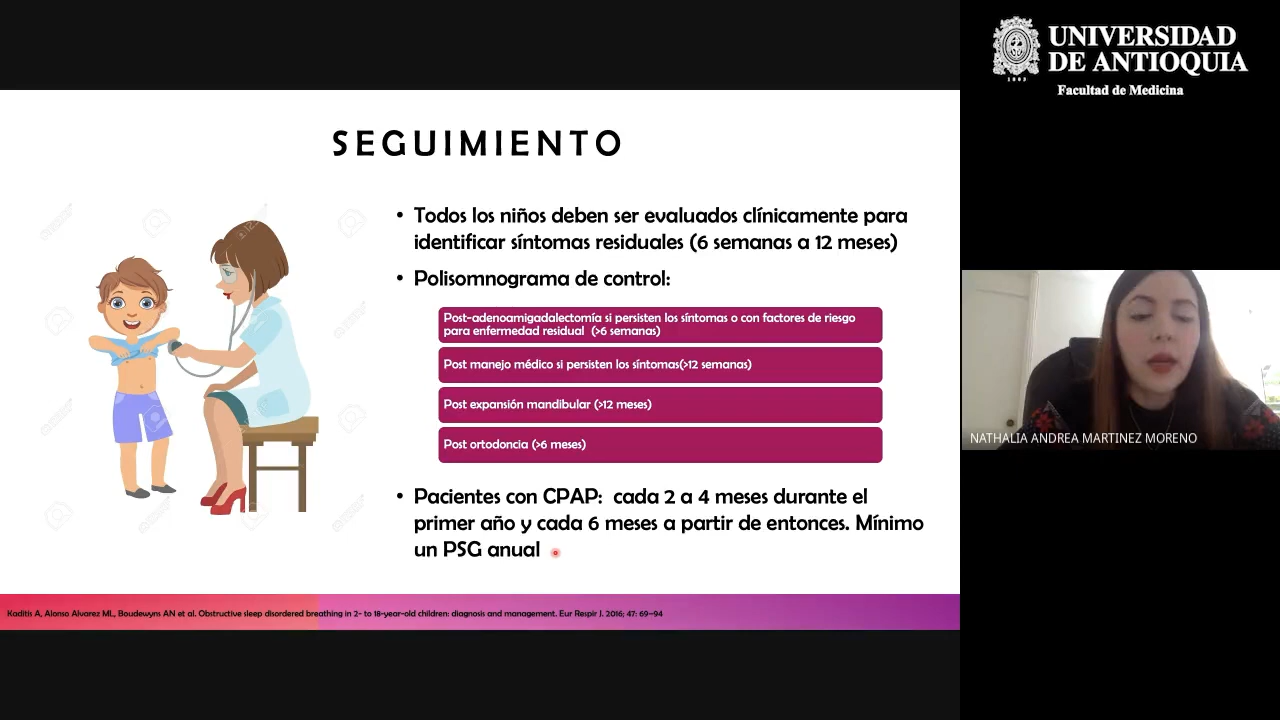 UNIVERSIDAD
DE ANTIOQUIA
1803
Facultad de Medicina
SEGUIMIENTO
• Todos los niños deben ser evaluados clínicamente para
identificar síntomas residuales (6 semanas a 12 meses)
• Polisomnograma de control:
Post-adenoamigadalectomía si persisten los síntomas o con factores de riesgo
para enfermedad residual (>6 semanas)
Post manejo médico si persisten los síntomas(>12 semanas)
Post expansión mandibular (>12 meses)
Post ortodoncia (>6 meses)
• Pacientes con CPAP: cada 2 a 4 meses durante el
primer año y cada 6 meses a partir de entonces. Mínimo
un PSG anual
Kaditis A, Alonso Alvarez ML, Boudewyns AN et al. Obstructive sleep disordered breathing in 2- to 18-year-old children: diagnosis and management. Eur Respir J. 2016; 47: 69–94
NATHALIA ANDREA MARTINEZ MORENO